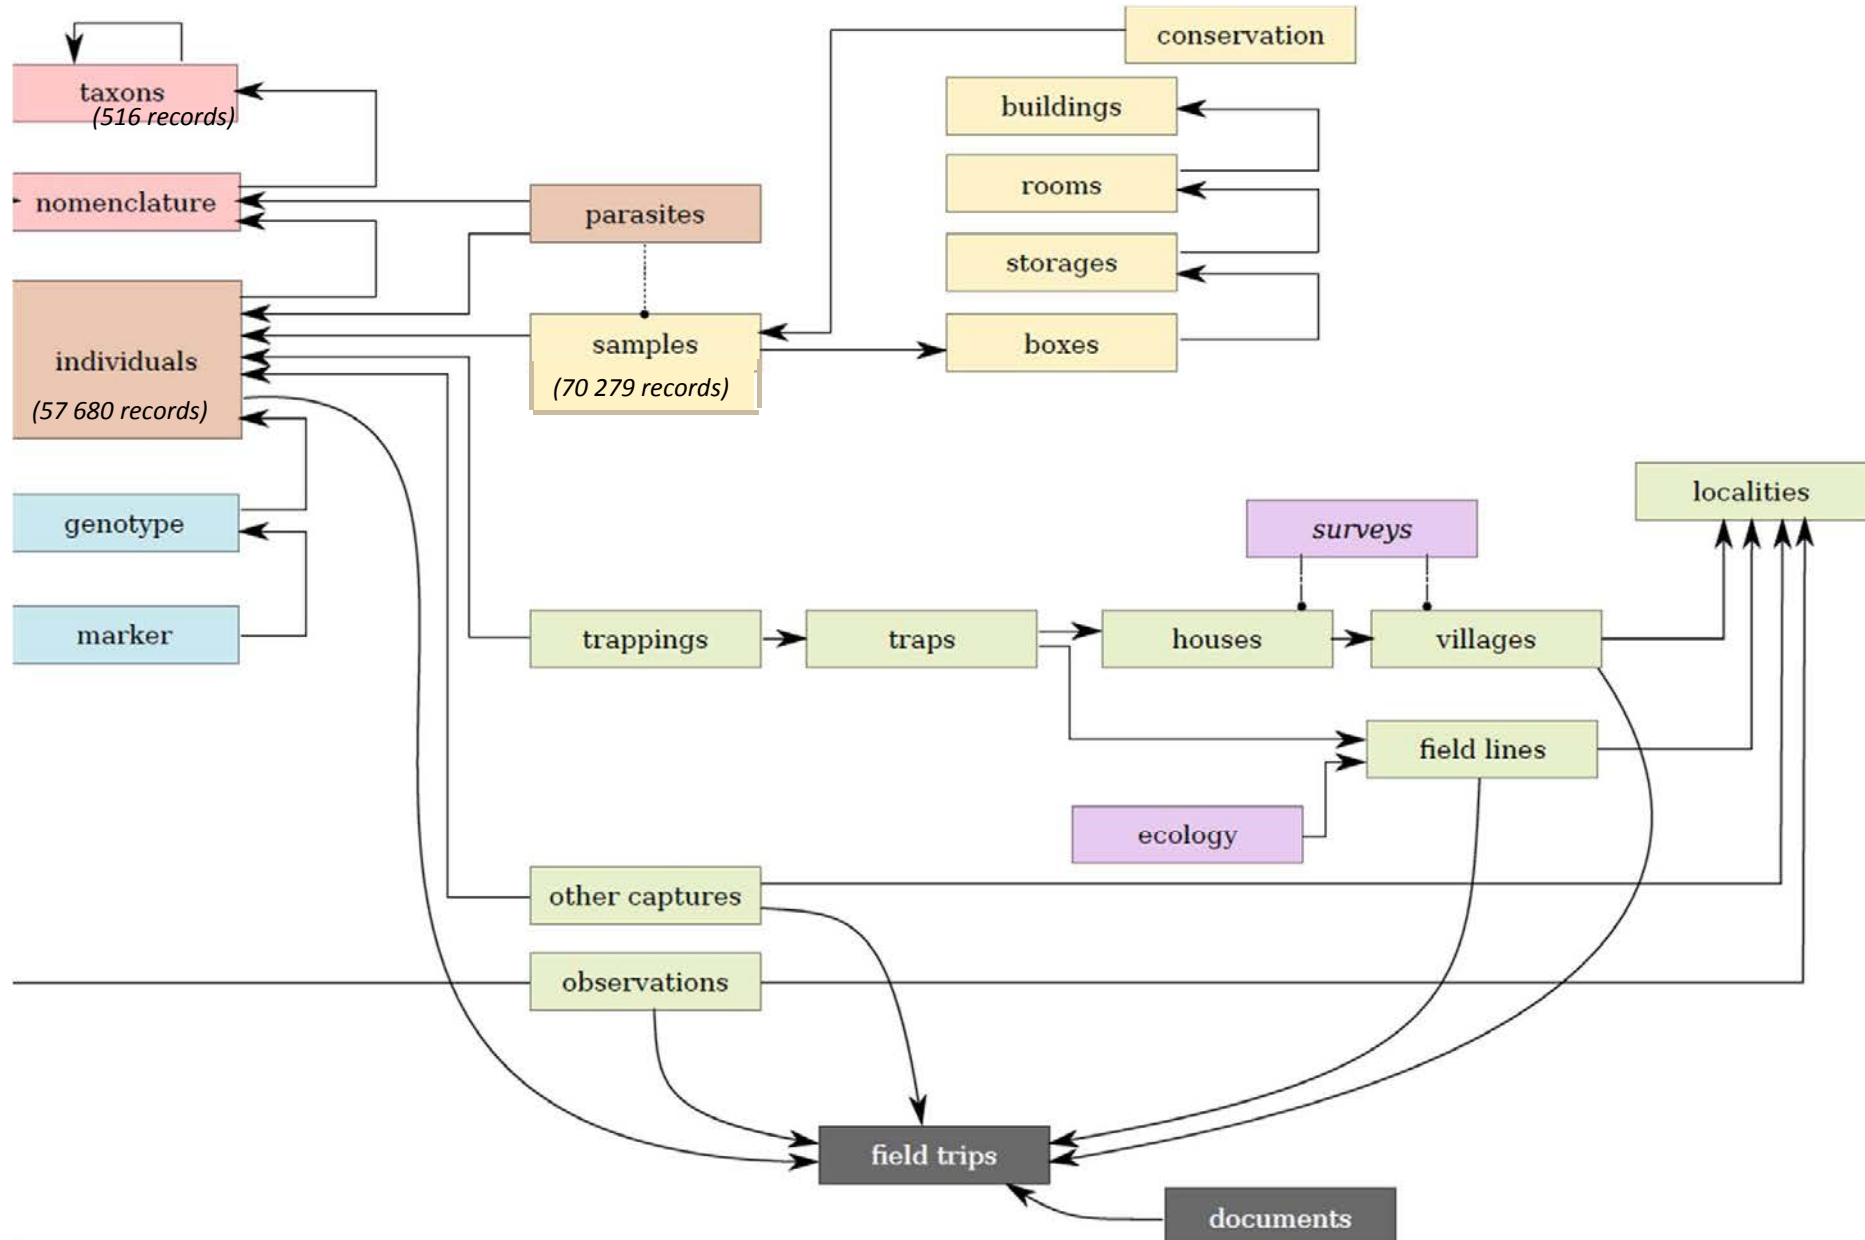 conservation
taxons
(516 records)
buildings
rooms
nomenclature
parasites
storages
individuals
(57 680 records)
samples
(70 279 records)
boxes
localities
genotype
surveys
marker
trappings
traps
houses
villages
field lines
ecology
other captures
observations
field trips
documents